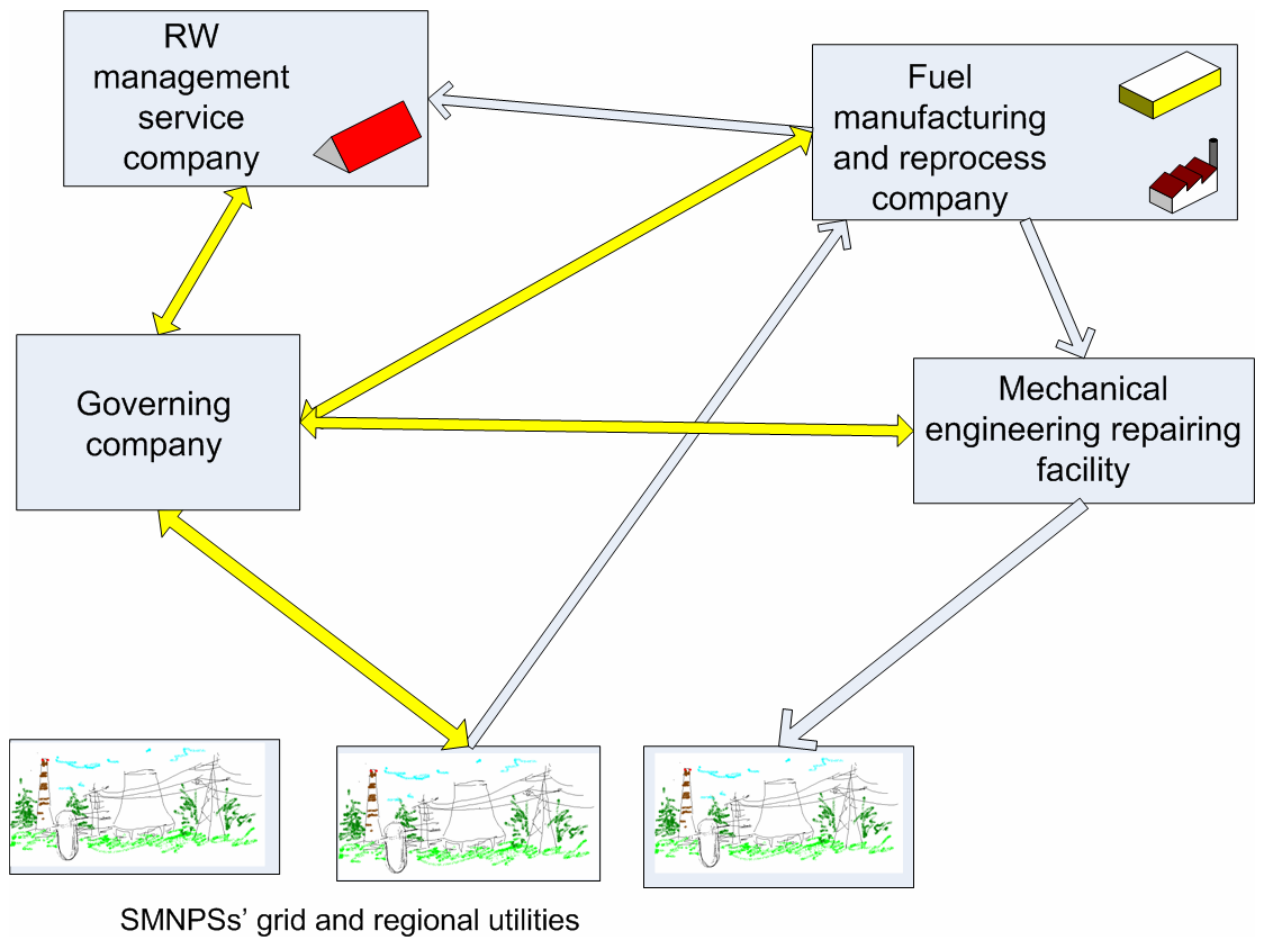 RW
management
service
company
Fuel
manufacturing
and reprocess
company
Governing
company
Mechanical
engineering repairing
facility
SMNPSs’ grid and regional utilities